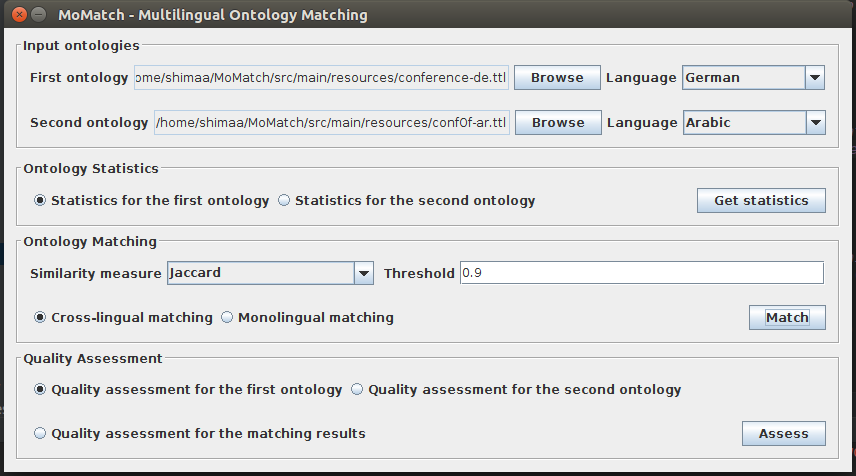 MoMatch - Multilingual Ontology Matching
Input ontologies
First ontology ome/shimaa/MoMatch/src/main/resources/conference-de.ttl Browse Language German
Second ontology /home/shimaa/MoMatch/src/main/resources/confOf-ar.ttl Browse Language Arabic
Ontology Statistics
Statistics for the first ontology Statistics for the second ontology Get statistics
Ontology Matching
Similarity measure Jaccard Threshold 0.9
Cross-lingual matching Monolingual matching Match
Quality Assessment
Quality assessment for the first ontology Quality assessment for the second ontology
Quality assessment for the matching results Assess